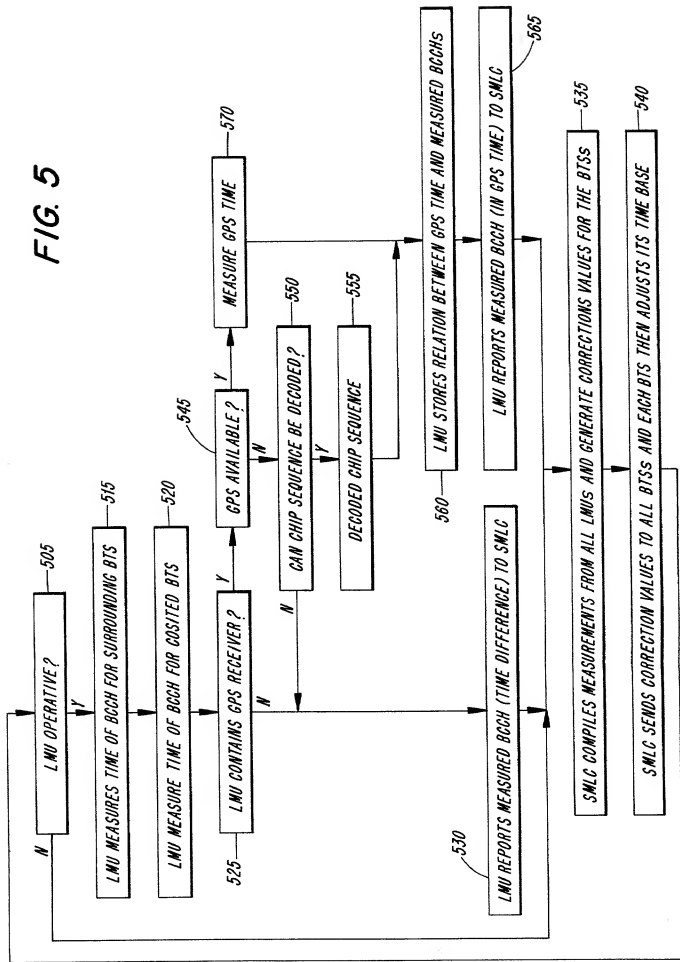 FIG. 5
505
LMU OPERATIVE?
N
Y
LMU MEASURES TIME OF BCCH FOR SURROUNDING BTS
515
LMU MEASURE TIME OF BCCH FOR COSITED BTS
520
LMU CONTAINS GPS RECEIVER?
525
Y
N
545
GPS AVAILABLE?
Y
N
MEASURE GPS TIME
570
CAN CHIP SEQUENCE BE DECODED?
550
N
Y
DECODED CHIP SEQUENCE
555
LMU REPORTS MEASURED BCCH (TIME DIFFERENCE) TO SMLC
530
LMU STORES RELATION BETWEEN GPS TIME AND MEASURED BCCHs
560
LMU REPORTS MEASURED BCCH (IN GPS TIME) TO SMLC
565
SMLC COMPILES MEASUREMENTS FROM ALL LMUs AND GENERATE CORRECTIONS VALUES FOR THE BTSs
535
SMLC SENDS CORRECTION VALUES TO ALL BTSs AND EACH BTS THEN ADJUSTS ITS TIME BASE
540